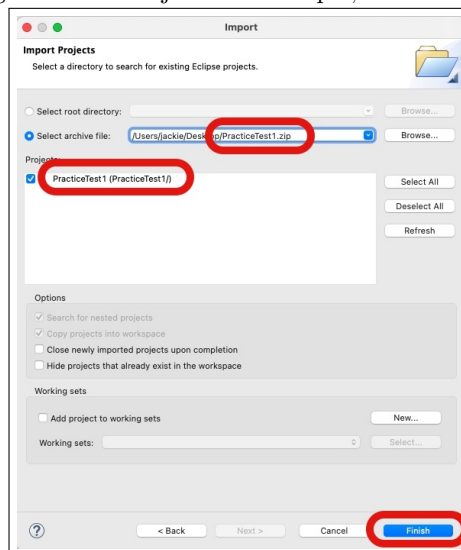 Import
Import Projects
Select a directory to search for existing Eclipse projects.
Select root directory:
Browse...
Select archive file:
/Users/jackie/Desktop/PracticeTest1.zip
Browse...
Projects:
PracticeTest1 (PracticeTest1/)
Select All
Deselect All
Refresh
Options
Search for nested projects
Copy projects into workspace
Close newly imported projects upon completion
Hide projects that already exist in the workspace
Working sets
Add project to working sets
New...
Working sets:
Select...
?
< Back
Next >
Cancel
Finish